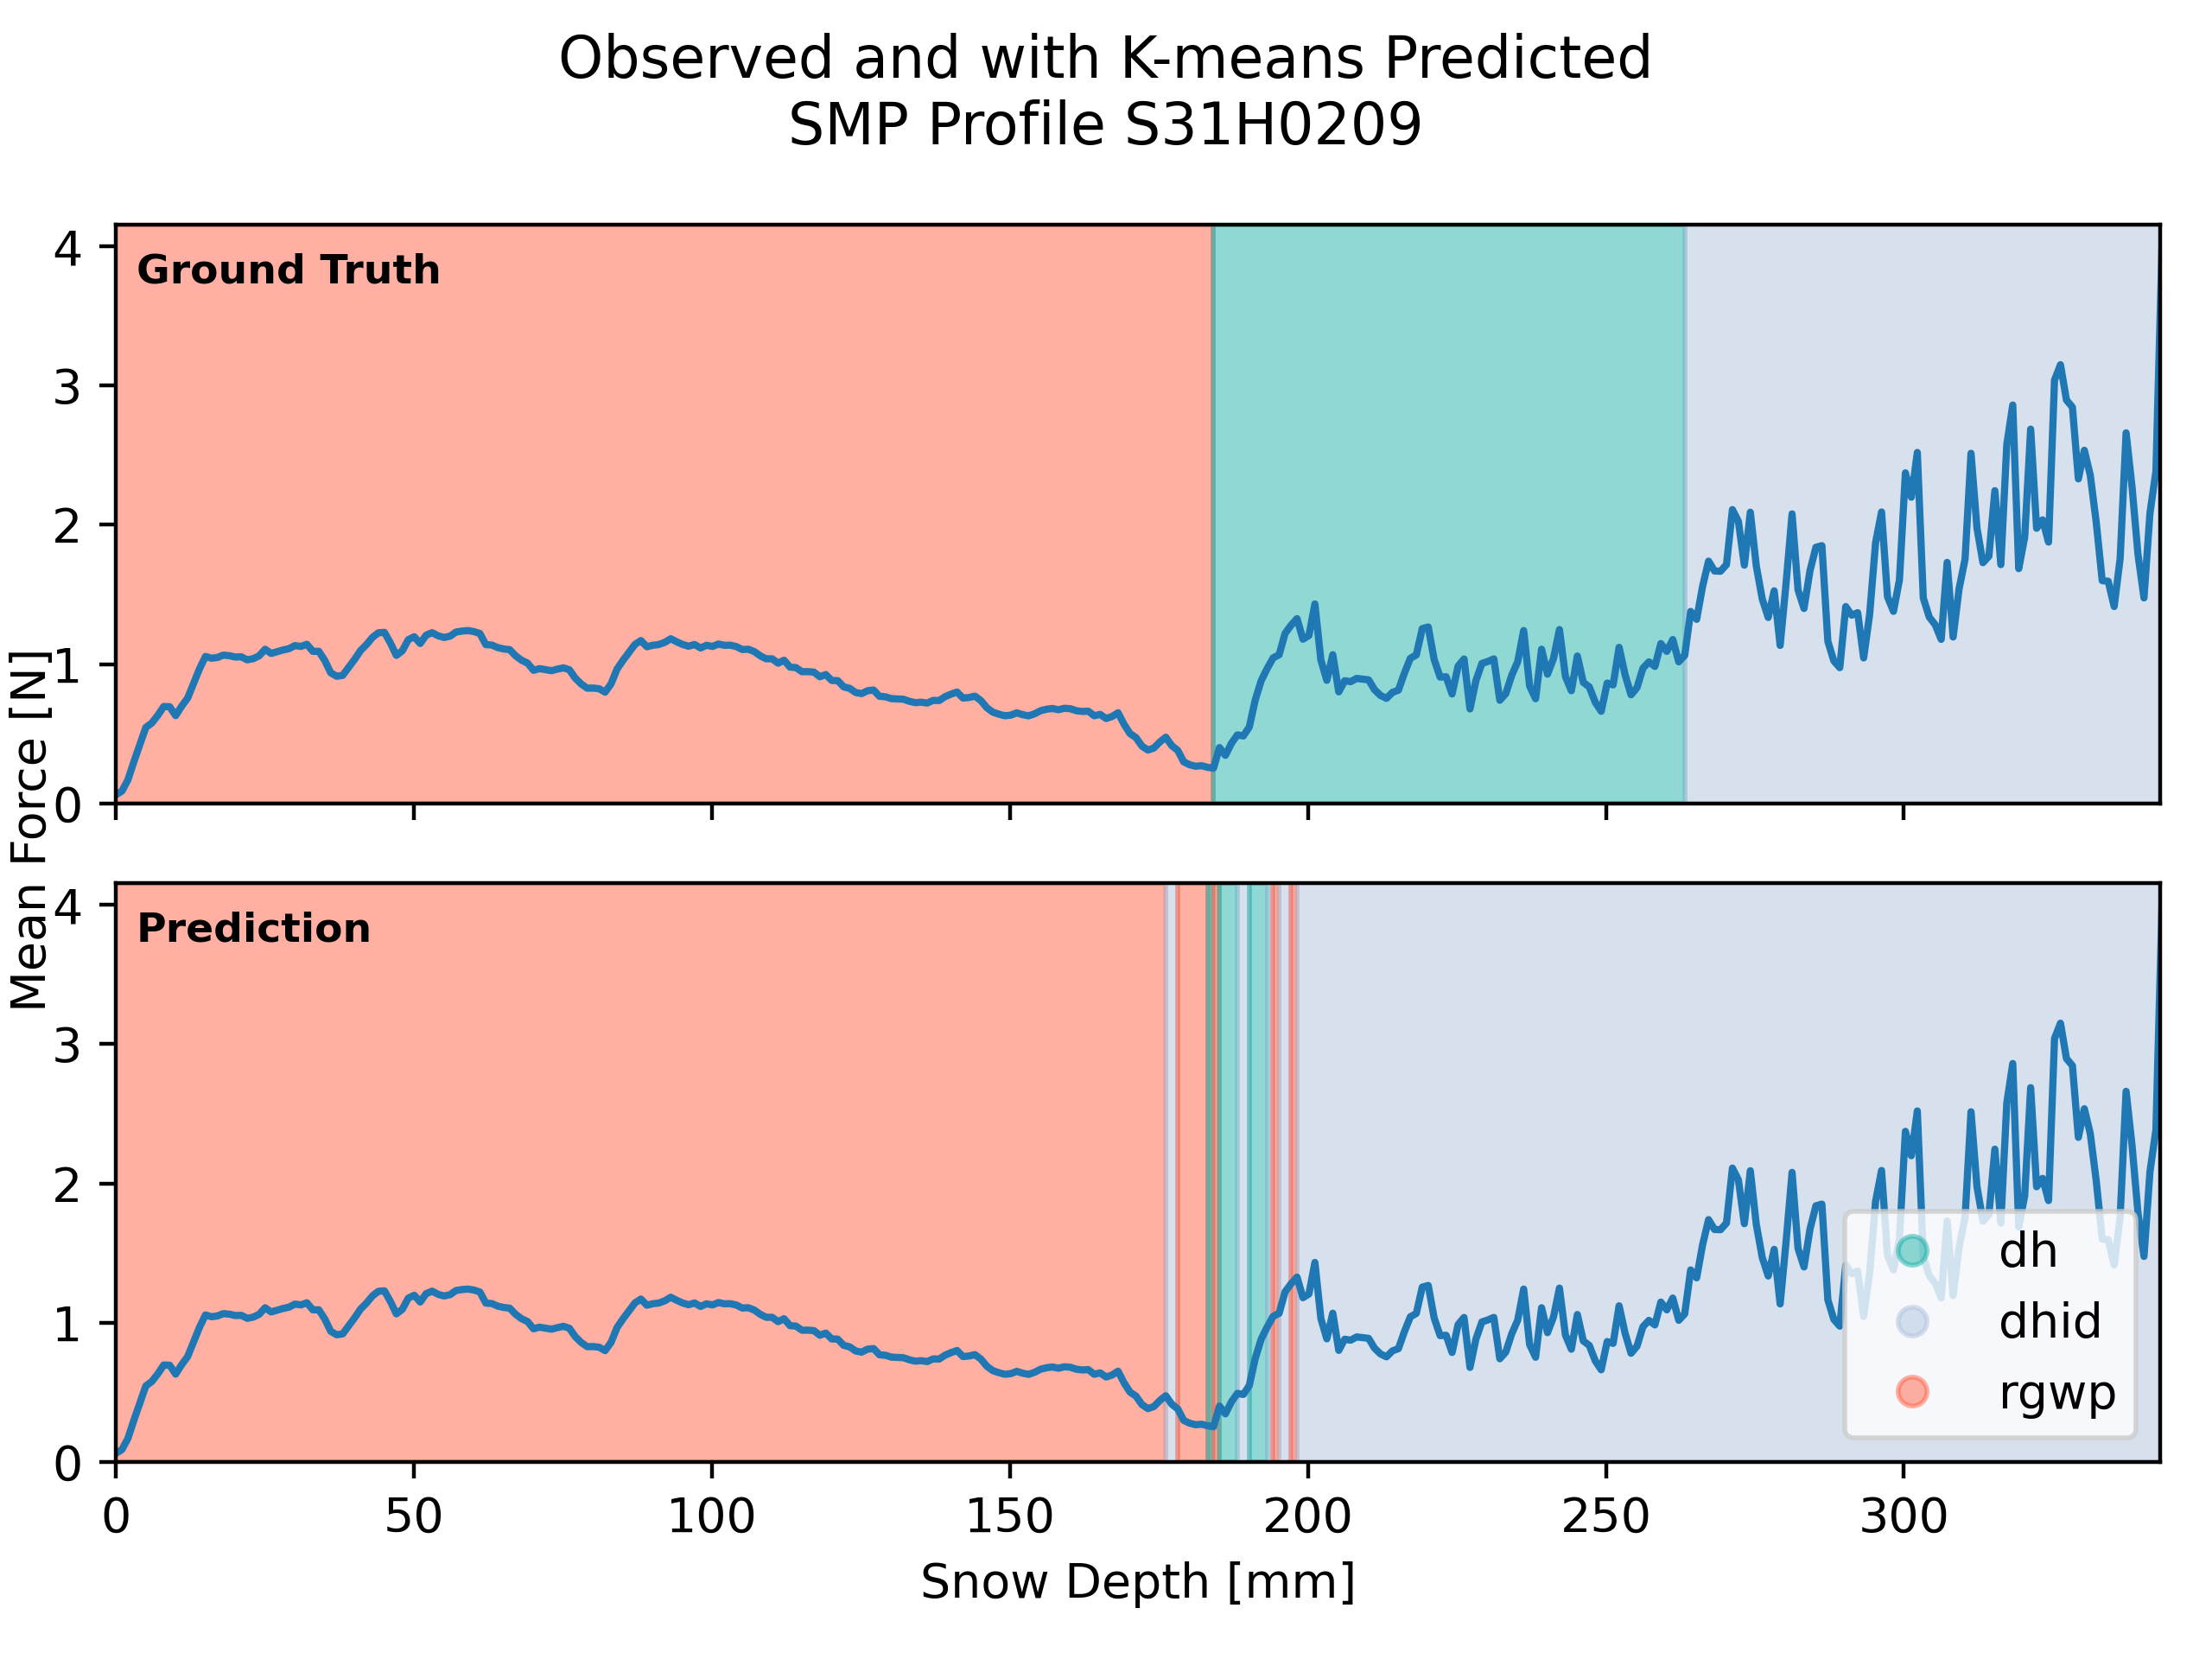 Observed and with K-means Predicted
SMP Profile S31H0209
Ground Truth
4
3
2
1
0
Mean Force [N]
Prediction
4
3
2
1
0
dh
dhid
rgwp
0 50 100 150 200 250 300
Snow Depth [mm]